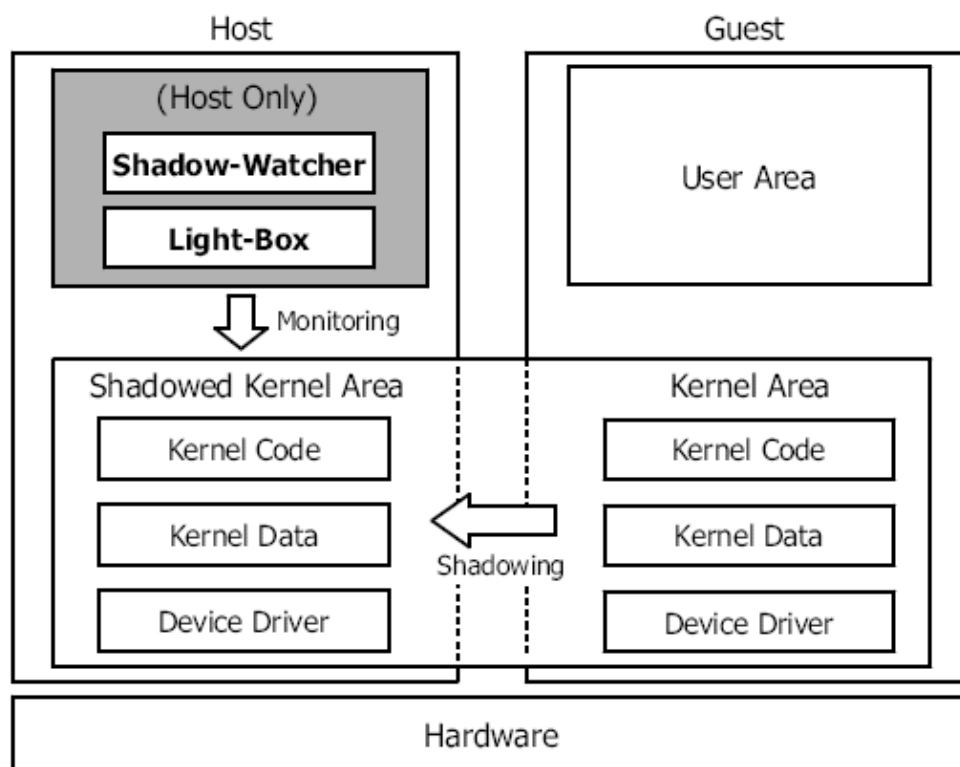 Host
Guest
(Host Only)
Shadow-Watcher
Light-Box
User Area
Monitoring
Shadowed Kernel Area
Kernel Area
Kernel Code
Kernel Code
Kernel Data
Kernel Data
Shadowing
Device Driver
Device Driver
Hardware